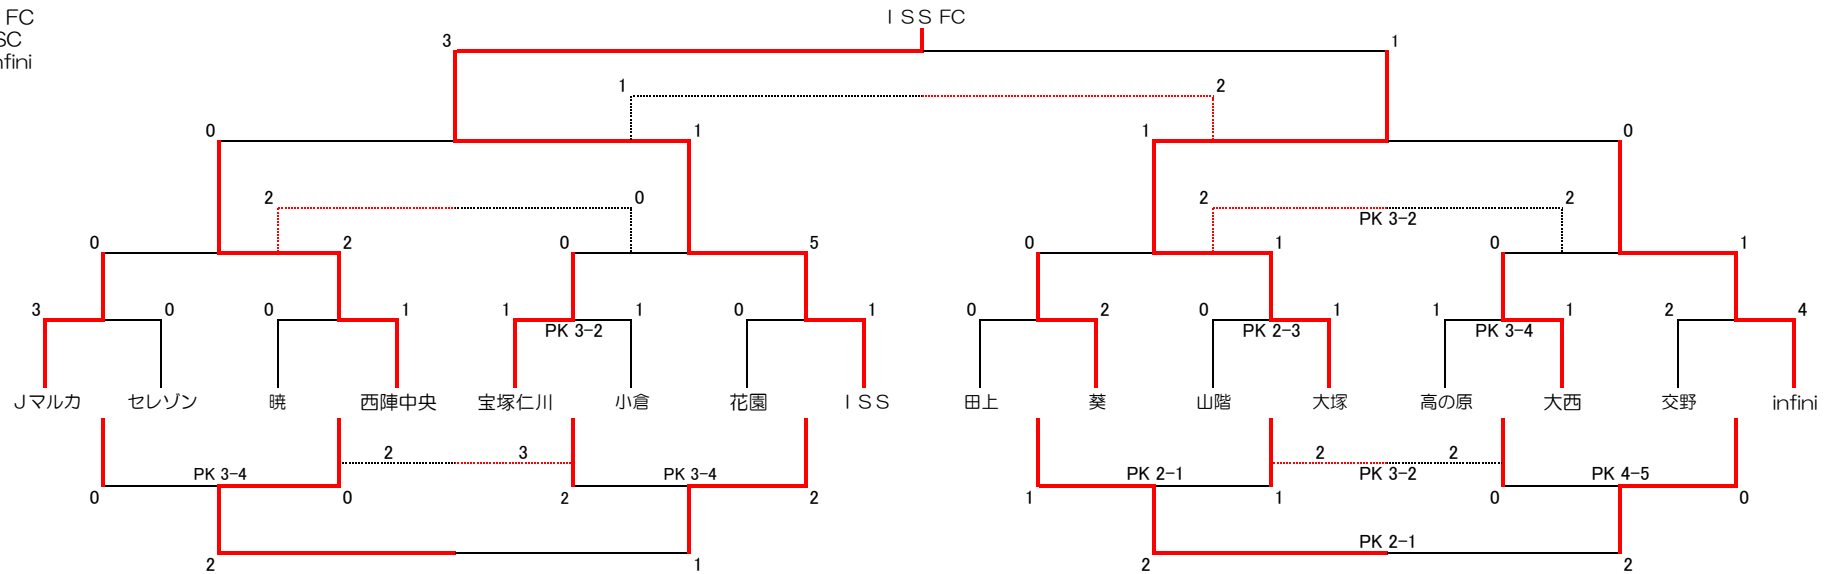 FC
ＩＳＳ FC
SC
3
1
nfini
1
2
0
1
1
0
2
0
2
2
PK 3-2
0
2
0
5
0
1
0
1
3
0
0
1
1
1
0
1
0
2
0
1
1
1
2
4
PK 3-2
PK 2-3
PK 3-4
Ｊマルカ
セレゾン
暁
西陣中央
宝塚仁川
小倉
花園
ＩＳＳ
田上
葵
山階
大塚
高の原
大西
交野
infini
2
3
2
2
PK 3-4
PK 3-4
PK 2-1
PK 3-2
PK 4-5
0
0
2
2
1
1
0
0
PK 2-1
2
1
2
2